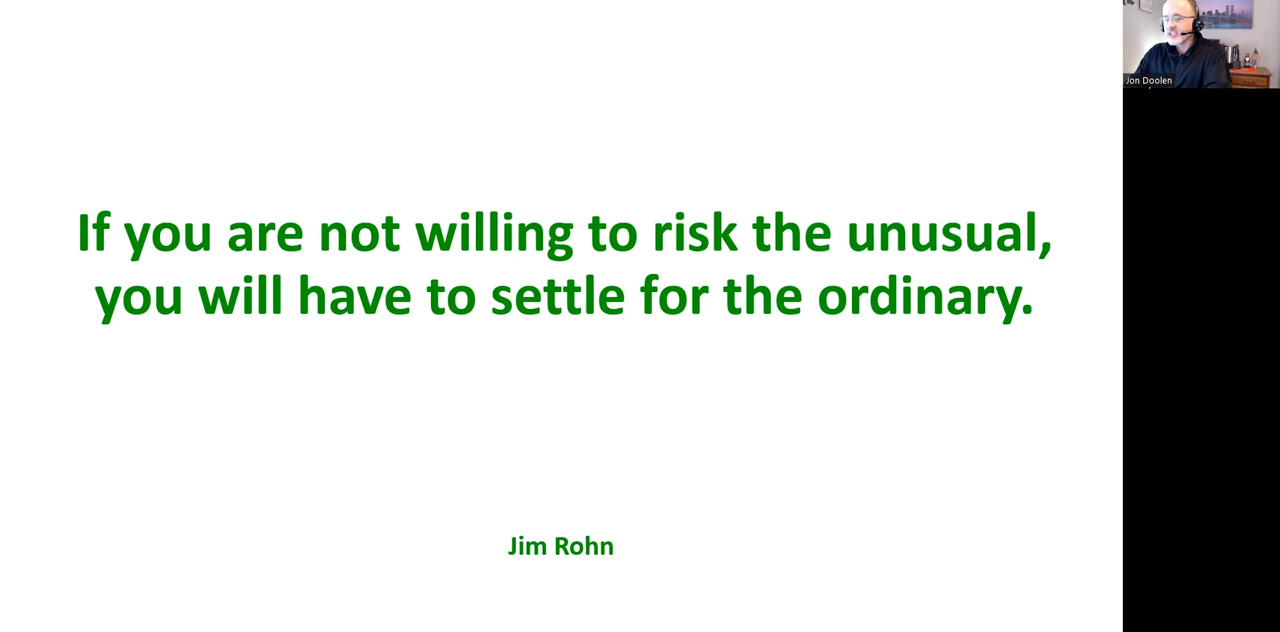 If you are not willing to risk the unusual,
you will have to settle for the ordinary.
Jim Rohn
Jon Doolen